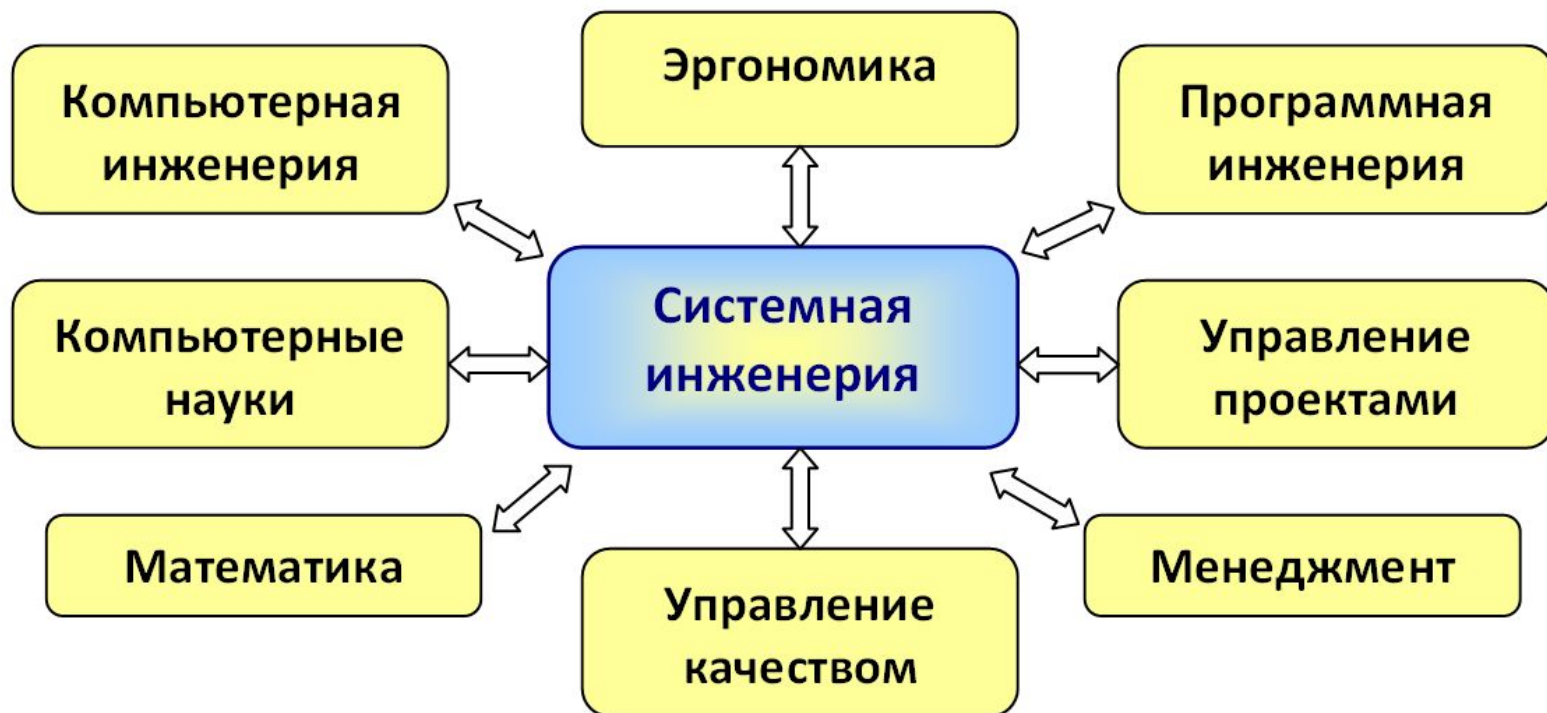 Эргономика
Компьютерная
инженерия
Программная
инженерия
Системная
инженерия
Компьютерные
науки
Управление
проектами
Математика
Управление
качеством
Менеджмент